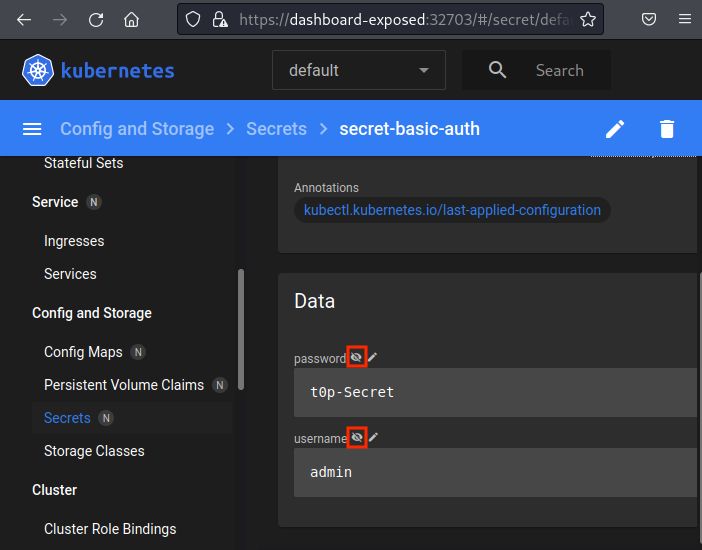 https://dashboard-exposed:32703/#/secret/defau
kubernetes
default
Search
Config and Storage > Secrets > secret-basic-auth
Stateful Sets
Service N
Ingresses
Services
Config and Storage
Config Maps N
Persistent Volume Claims N
Secrets N
Storage Classes
Cluster
Cluster Role Bindings
Annotations
kubectl.kubernetes.io/last-applied-configuration
Data
password
t0p-Secret
username
admin